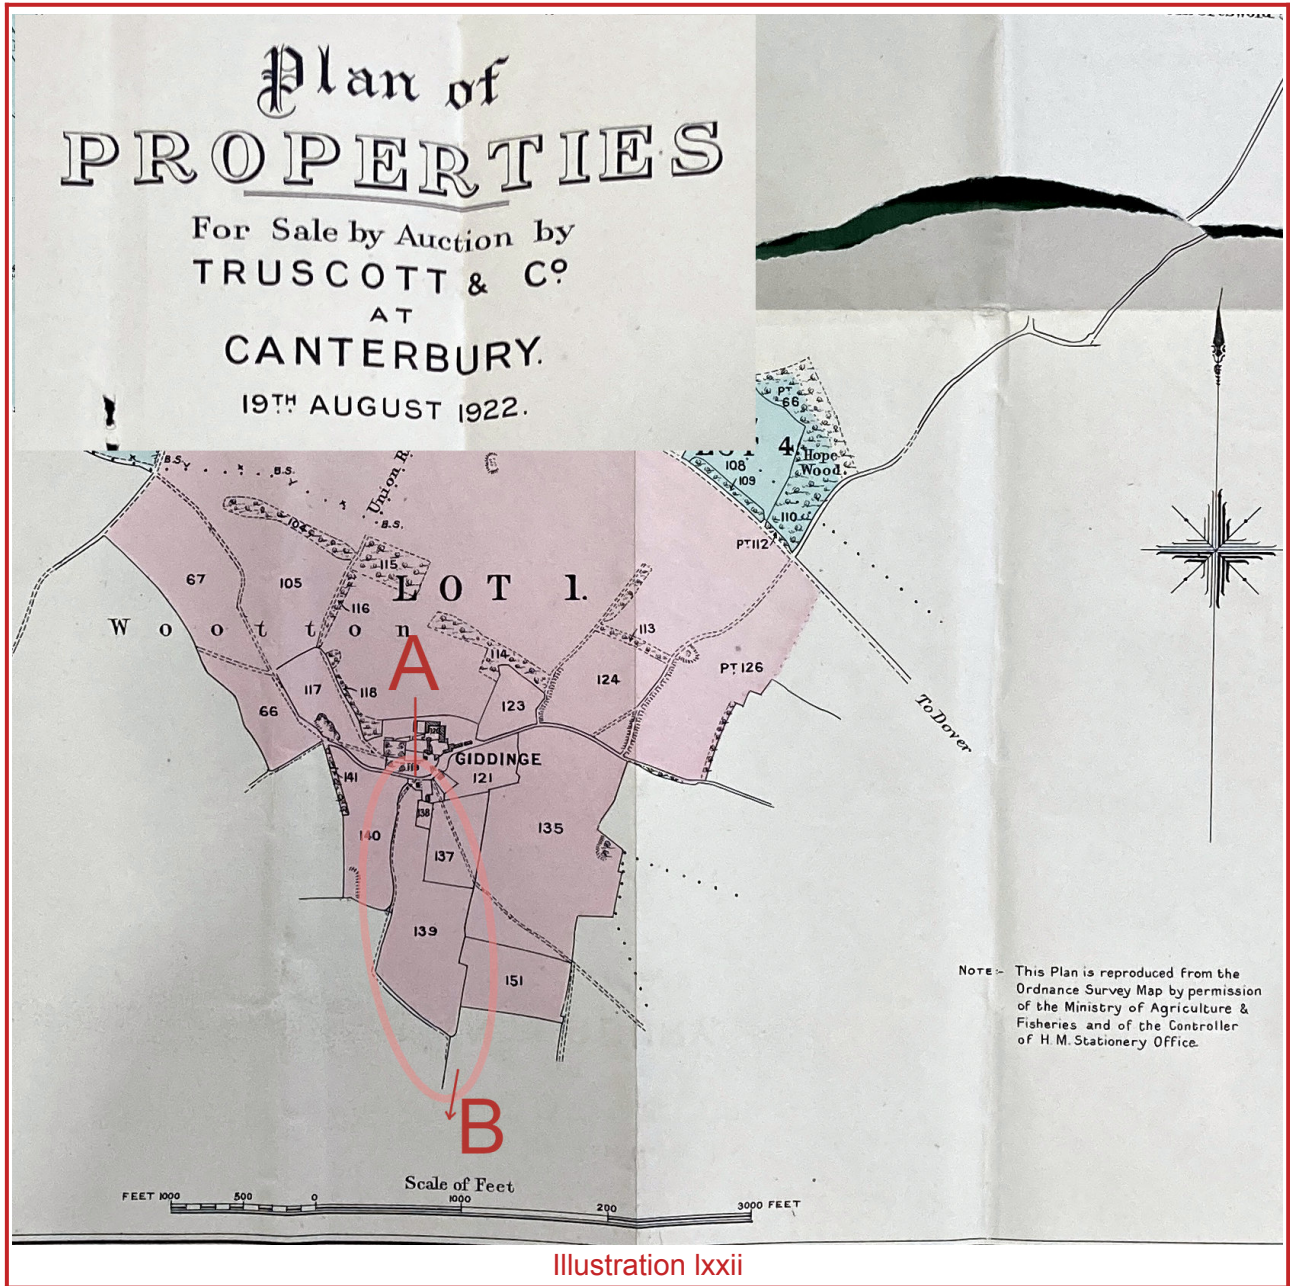 Plan of
PROPERTIES
For Sale by Auction by
TRUSCOTT & Cº
AT
CANTERBURY.
19TH AUGUST 1922.
PT
66
LOT 4.
108
109
Hope
Wood
110
PT112
B.S.
B.S.
Union R
B.S.
104
115
67
105
LOT 1.
116
Wootton
113
A
114
PT 126
117
118
124
123
66
To Dover
GIDDINGE
121
141
138
140
135
137
139
151
NOTE:- This Plan is reproduced from the
Ordnance Survey Map by permission
of the Ministry of Agriculture &
Fisheries and of the Controller
of H.M. Stationery Office.
B
Scale of Feet
FEET 1000 500 0 1000 200 3000 FEET
Illustration lxxii